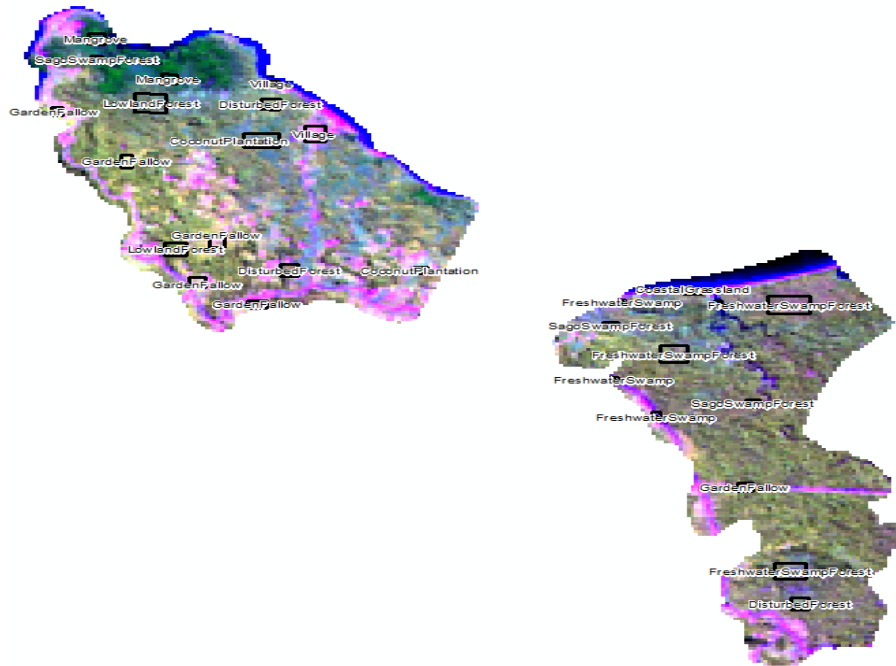 Mangrove
SagoSwampForest
Mangrove
Village
LowlandForest
DisturbedForest
GardenFallow
Village
CoconutPlantation
GardenFallow
GardenFallow
LowlandForest
DisturbedForest
CoconutPlantation
GardenFallow
GardenFallow
CoastalGrassland
FreshwaterSwamp
FreshwaterSwampForest
SagoSwampForest
FreshwaterSwampForest
FreshwaterSwamp
SagoSwampForest
FreshwaterSwamp
GardenFallow
FreshwaterSwampForest
DisturbedForest